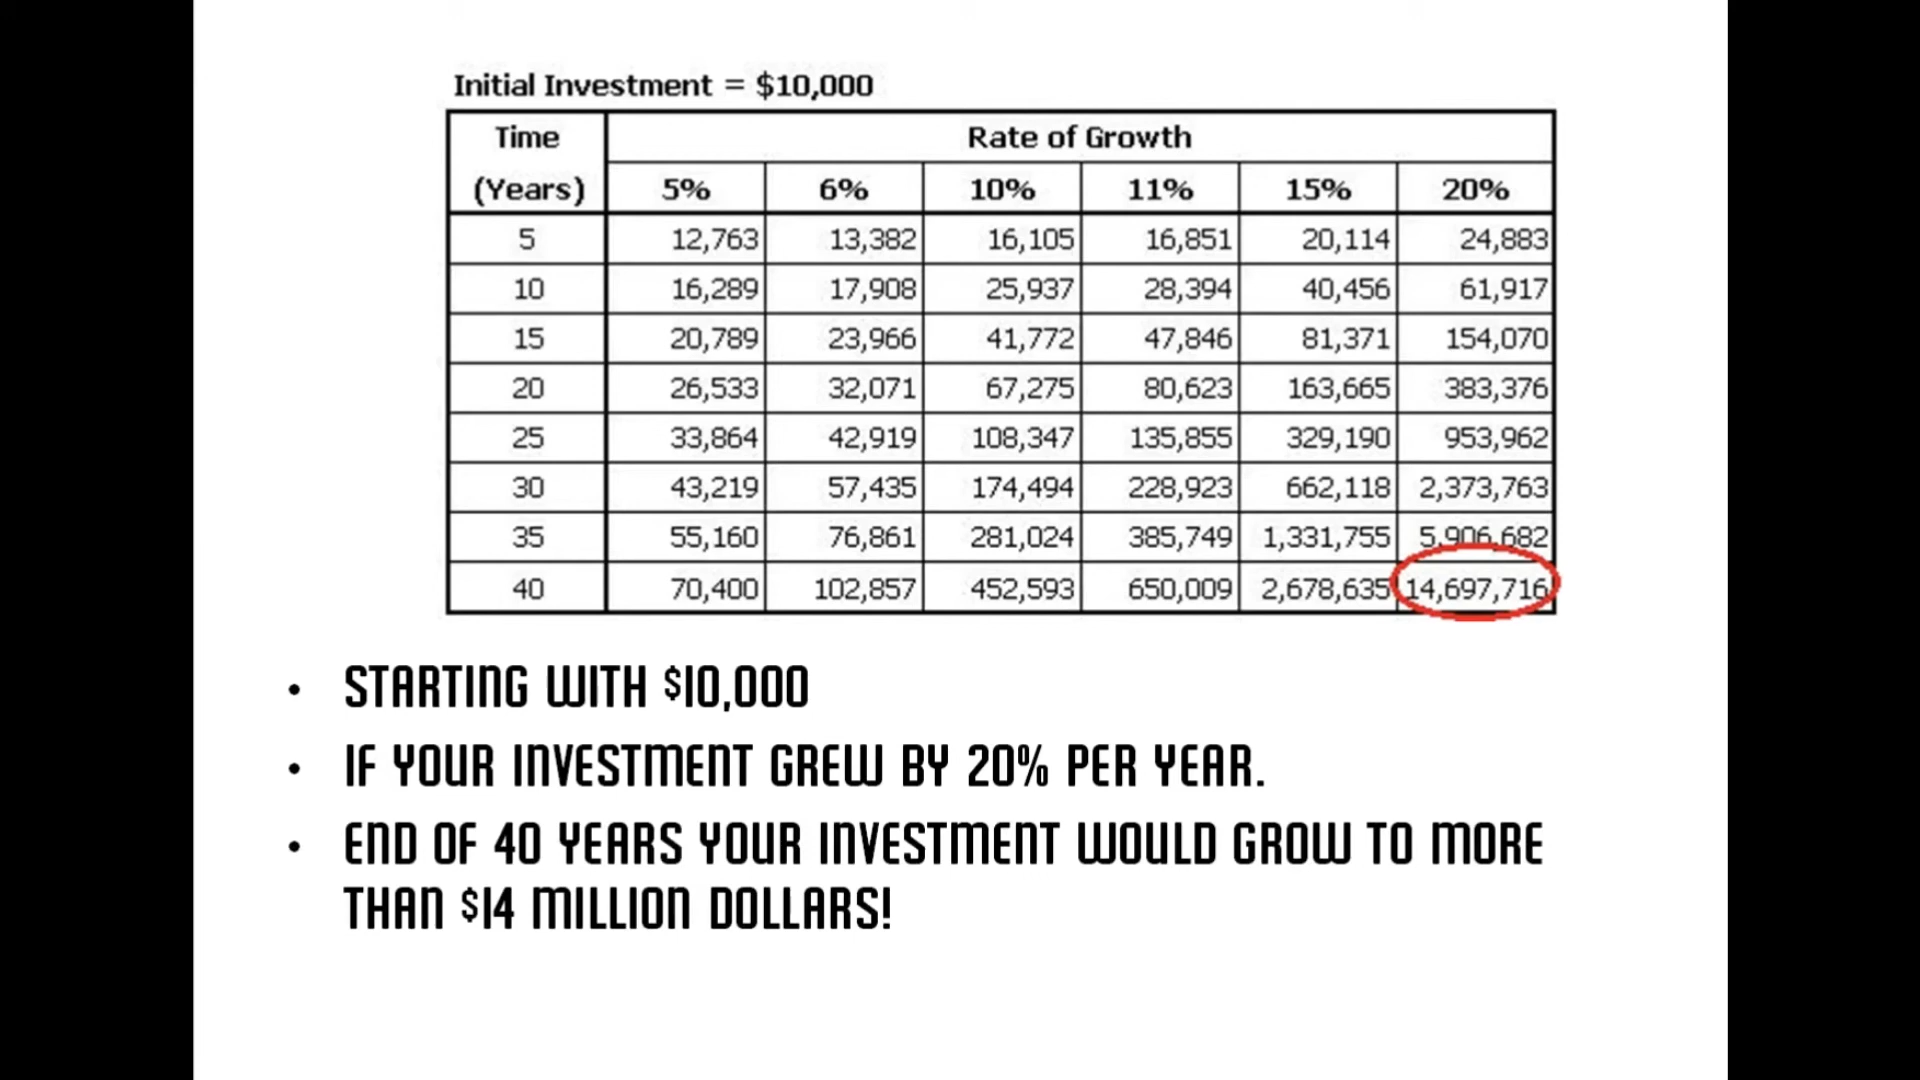 Initial Investment = $10,000
Time Rate of Growth
(Years) 5% 6% 10% 11% 15% 20%
5 12,763 13,382 16,105 16,851 20,114 24,883
10 16,289 17,908 25,937 28,394 40,456 61,917
15 20,789 23,966 41,772 47,846 81,371 154,070
20 26,533 32,071 67,275 80,623 163,665 383,376
25 33,864 42,919 108,347 135,855 329,190 953,962
30 43,219 57,435 174,494 228,923 662,118 2,373,763
35 55,160 76,861 281,024 385,749 1,331,755 5,906,682
40 70,400 102,857 452,593 650,009 2,678,635 14,697,716
• STARTING WITH $10,000
• IF YOUR INVESTMENT GREW BY 20% PER YEAR.
• END OF 40 YEARS YOUR INVESTMENT WOULD GROW TO MORE
THAN $14 MILLION DOLLARS!